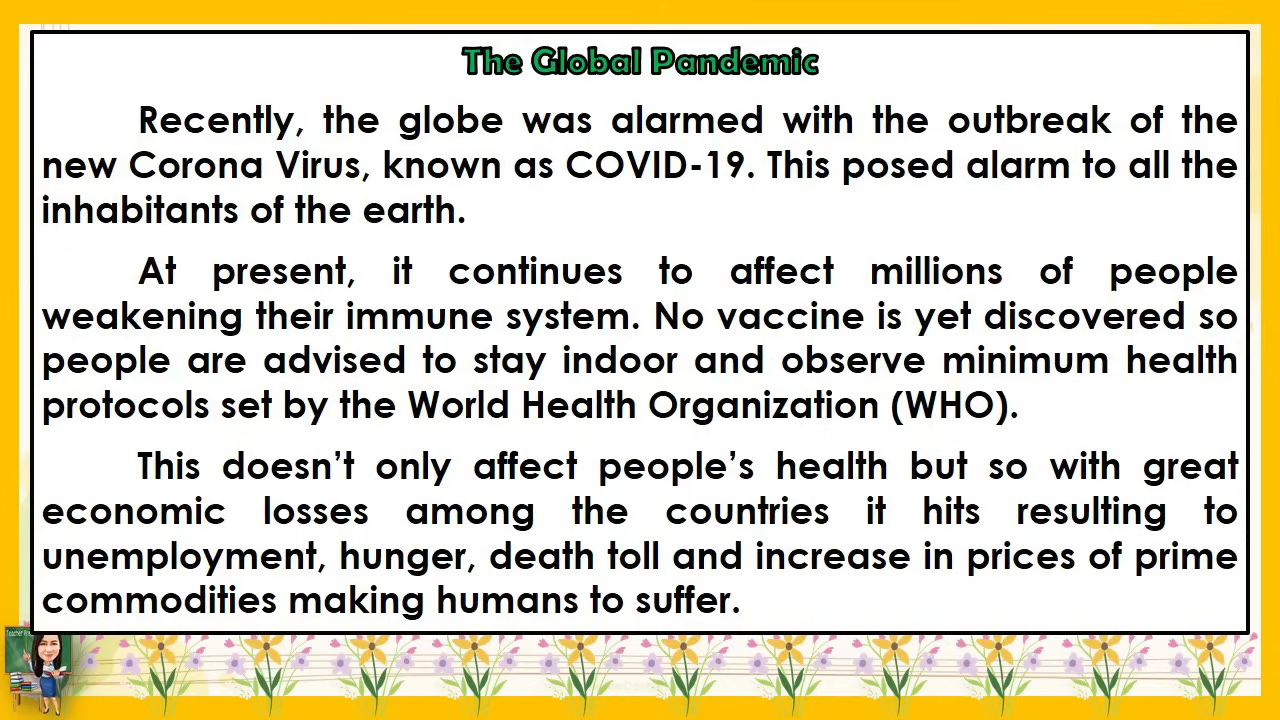 The Global Pandemic
Recently, the globe was alarmed with the outbreak of the
new Corona Virus, known as COVID-19. This posed alarm to all the
inhabitants of the earth.
At present, it continues to affect millions of people
weakening their immune system. No vaccine is yet discovered so
people are advised to stay indoor and observe minimum health
protocols set by the World Health Organization (WHO).
This doesn’t only affect people’s health but so with great
economic losses among the countries it hits resulting to
unemployment, hunger, death toll and increase in prices of prime
commodities making humans to suffer.
Teacher